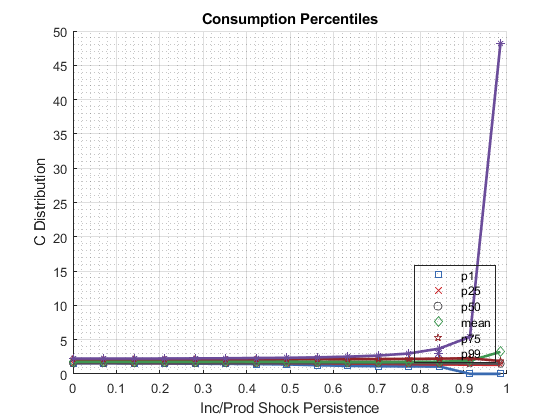 Consumption Percentiles
50
45
40
35
30
25
20
15
10
5
0
C Distribution
p1
p25
p50
mean
p75
p99
0 0.1 0.2 0.3 0.4 0.5 0.6 0.7 0.8 0.9 1
Inc/Prod Shock Persistence